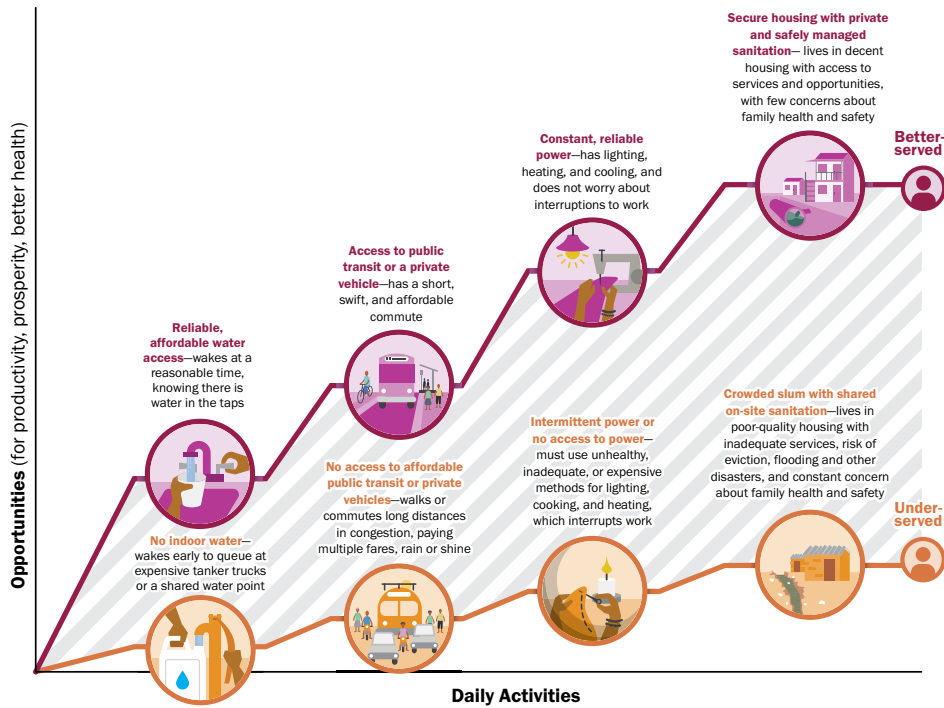 Secure housing with private
and safely managed
sanitation— lives in decent
housing with access to
services and opportunities,
with few concerns about
family health and safety
Better-
served
Constant, reliable
power—has lighting,
heating, and cooling, and
does not worry about
interruptions to work
Access to public
transit or a private
vehicle—has a short,
swift, and affordable
commute
Reliable,
affordable water
access—wakes at a
reasonable time,
knowing there is
water in the taps
Opportunities (for productivity, prosperity, better health)
No indoor water—
wakes early to queue at
expensive tanker trucks
or a shared water point
No access to affordable
public transit or private
vehicles—walks or
commutes long distances
in congestion, paying
multiple fares, rain or shine
Intermittent power or
no access to power—
must use unhealthy,
inadequate, or expensive
methods for lighting,
cooking, and heating,
which interrupts work
Crowded slum with shared
on-site sanitation—lives in
poor-quality housing with
inadequate services, risk of
eviction, flooding and other
disasters, and constant concern
about family health and safety
Under-
served
Daily Activities